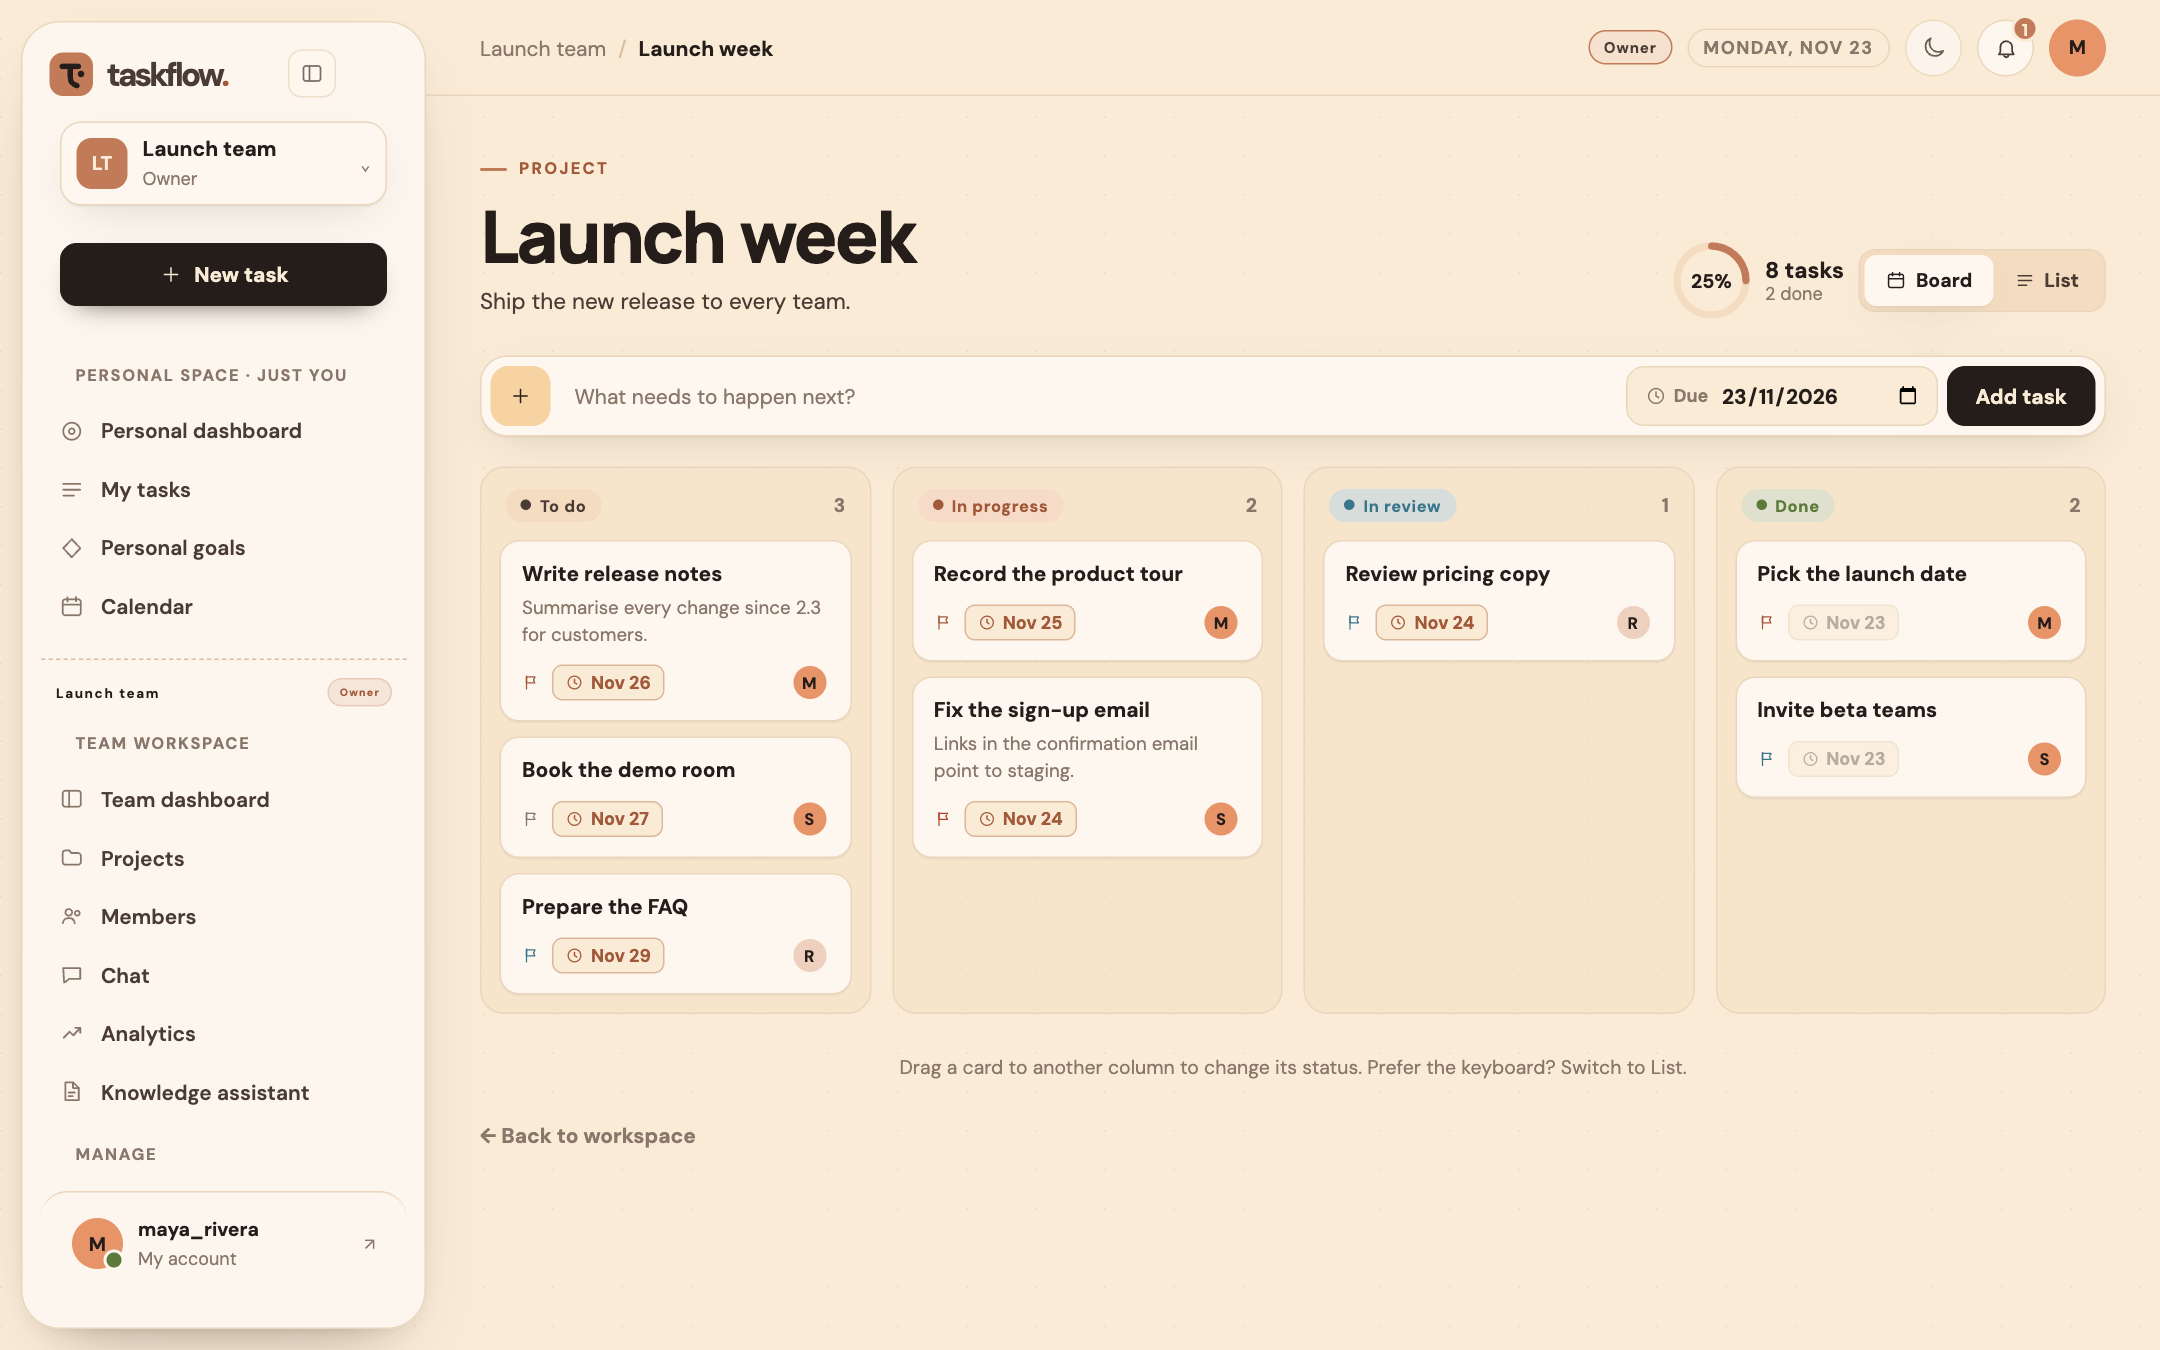 taskflow.
LT
Launch team
Owner
New task
PERSONAL SPACE · JUST YOU
Personal dashboard
My tasks
Personal goals
Calendar
Launch team
Owner
TEAM WORKSPACE
Team dashboard
Projects
Members
Chat
Analytics
Knowledge assistant
MANAGE
M
maya_rivera
My account
Launch team / Launch week
Owner
MONDAY, NOV 23
1
M
PROJECT
Launch week
Ship the new release to every team.
25%
8 tasks
2 done
Board
List
What needs to happen next?
Due 23/11/2026
Add task
To do 3
Write release notes
Summarise every change since 2.3
for customers.
Nov 26 M
Book the demo room
Nov 27 S
Prepare the FAQ
Nov 29 R
In progress 2
Record the product tour
Nov 25 M
Fix the sign-up email
Links in the confirmation email
point to staging.
Nov 24 S
In review 1
Review pricing copy
Nov 24 R
Done 2
Pick the launch date
Nov 23 M
Invite beta teams
Nov 23 S
Drag a card to another column to change its status. Prefer the keyboard? Switch to List.
← Back to workspace